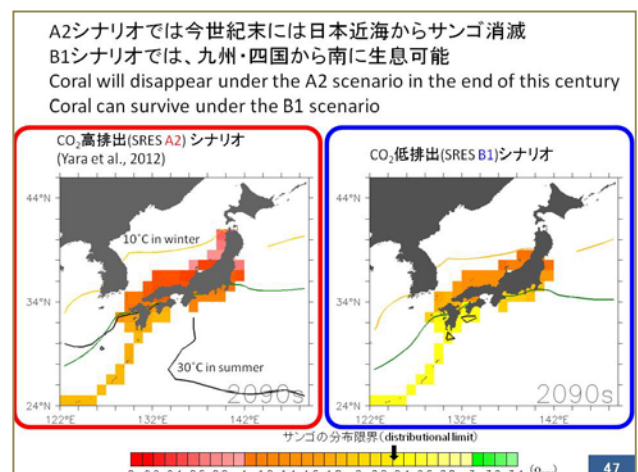 A2シナリオでは今世紀末には日本近海からサンゴ消滅
B1シナリオでは、九州・四国から南に生息可能
Coral will disappear under the A2 scenario in the end of this century
Coral can survive under the B1 scenario
CO₂高排出(SRES A2) シナリオ
(Yara et al., 2012)
44°N
10°C in winter
34°N
30°C in summer
2090s
24°N
122°E 132°E 142°E
CO₂低排出(SRES B1)シナリオ
44°N
34°N
2090s
24°N
122°E 132°E 142°E
サンゴの分布限界(distributional limit)
47